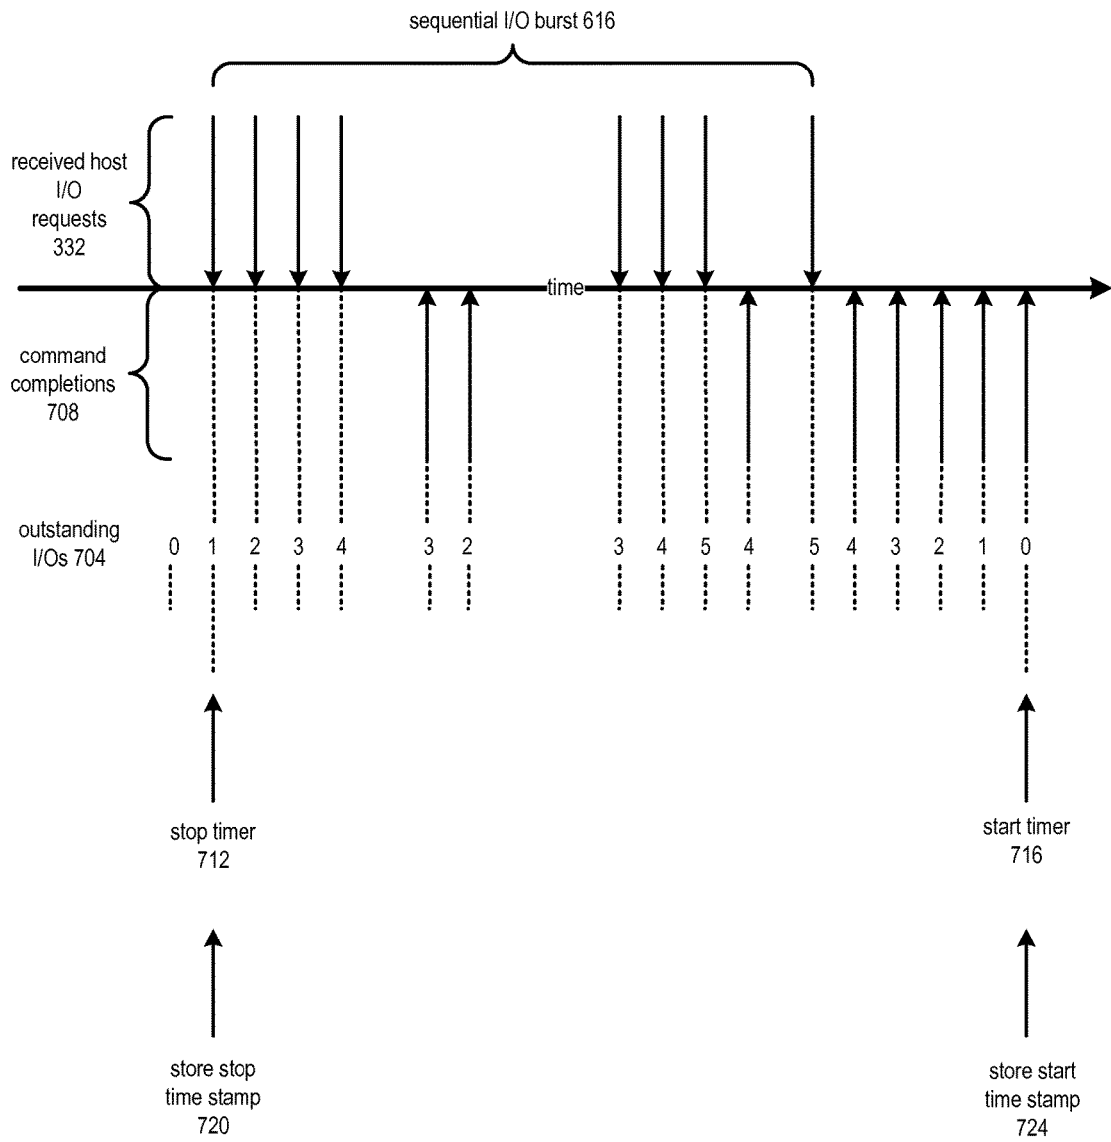 sequential I/O burst 616
received host
I/O
requests
332
time
command
completions
708
outstanding
I/Os 704
0 1 2 3 4 3 2 3 4 5 4 5 4 3 2 1 0
stop timer
712
start timer
716
store stop
time stamp
720
store start
time stamp
724